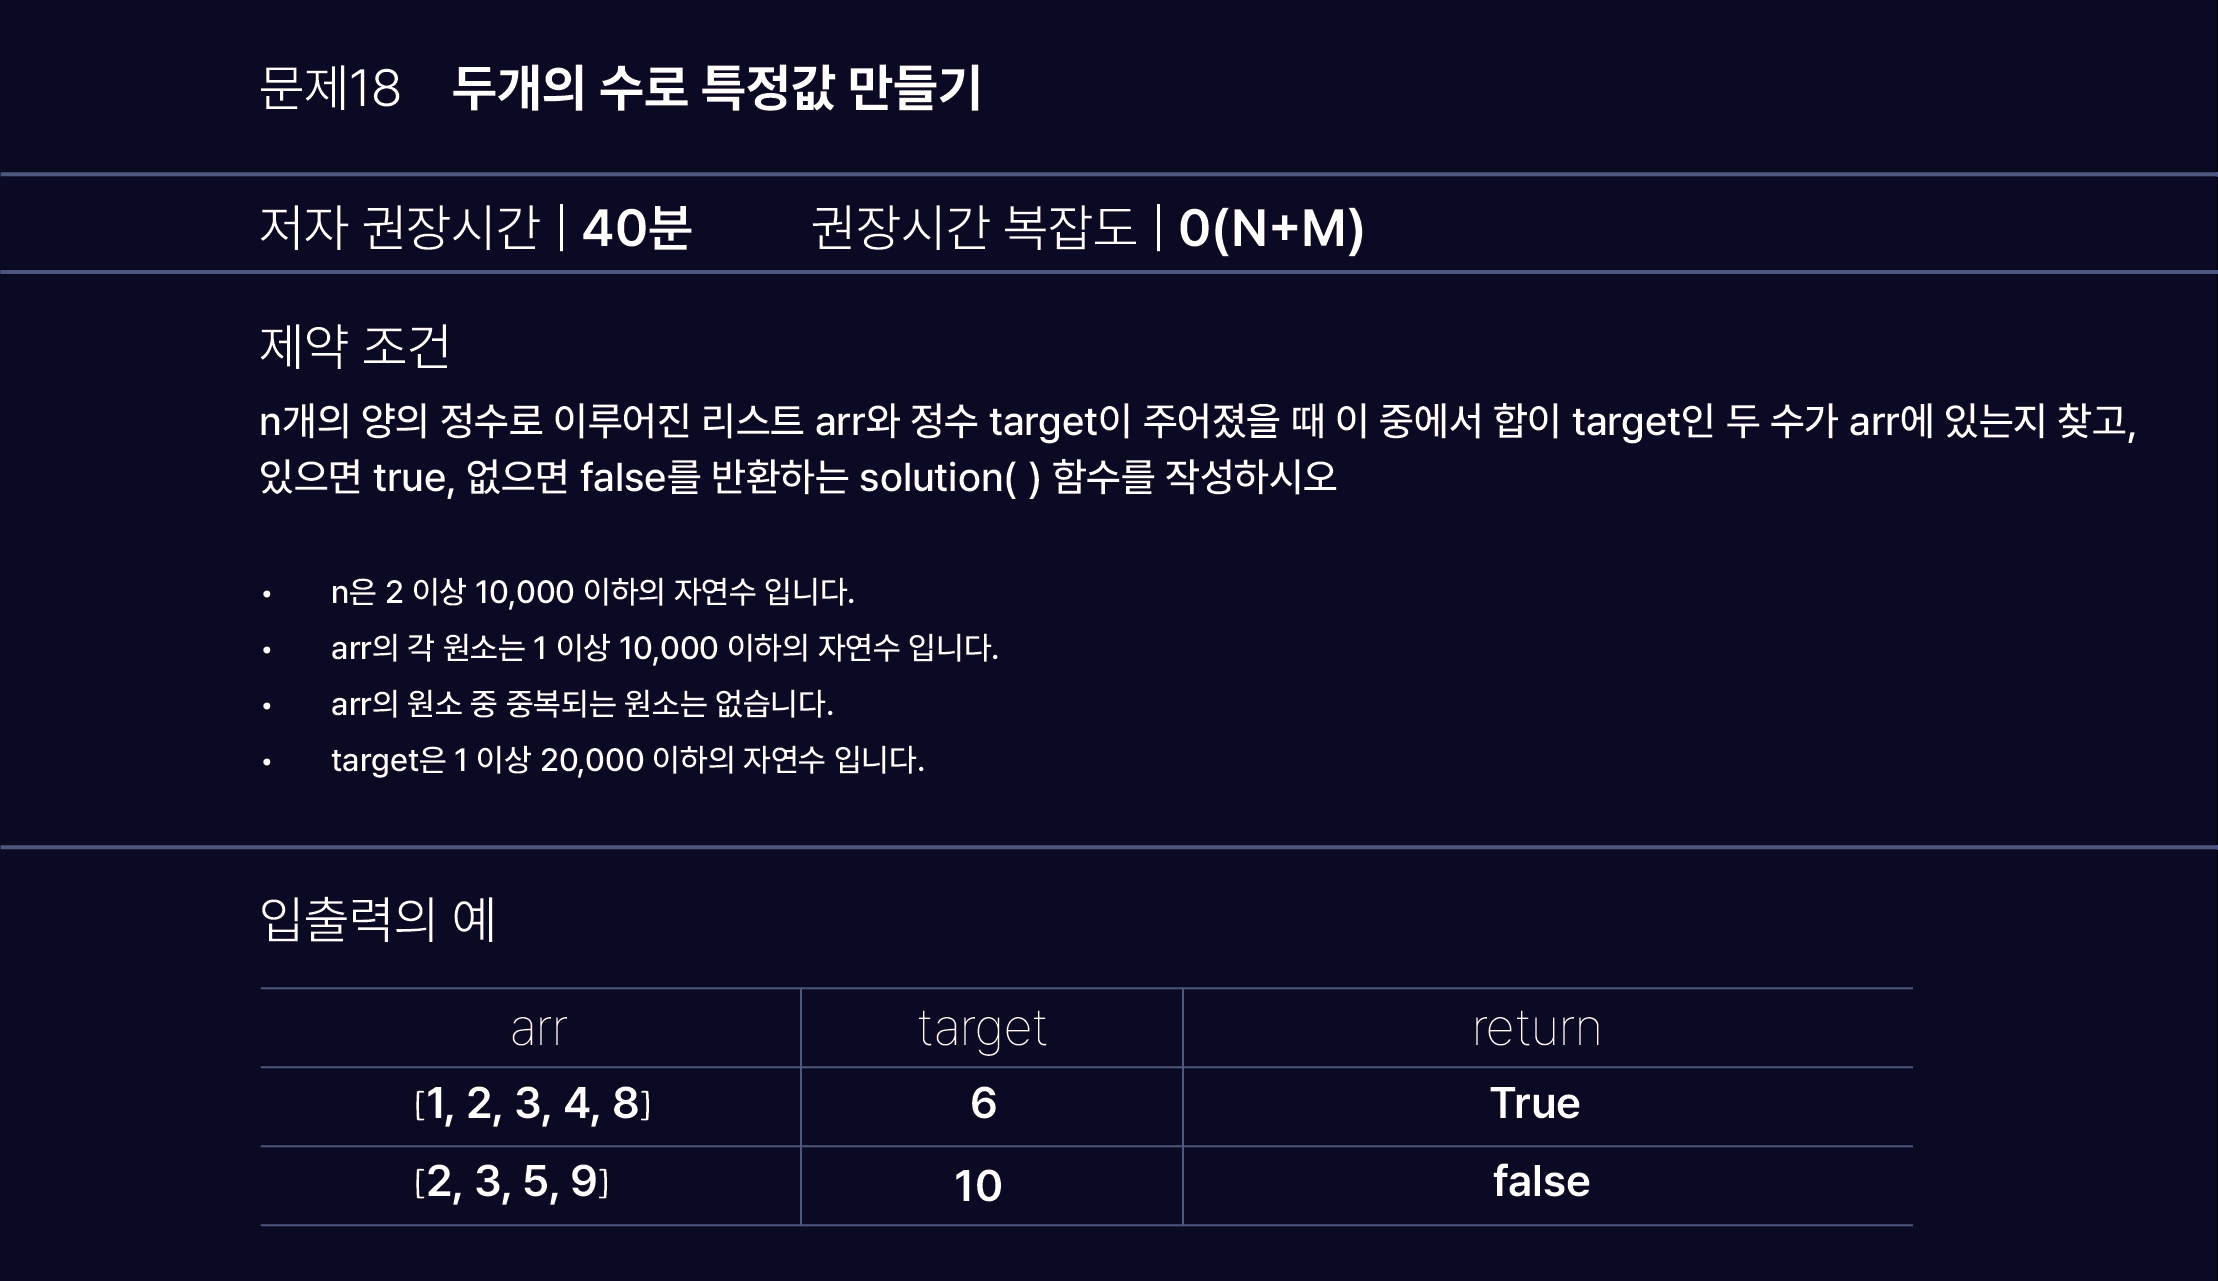 문제18 두개의 수로 특정값 만들기
저자 권장시간 | 40분 권장시간 복잡도 | 0(N+M)
제약 조건
n개의 양의 정수로 이루어진 리스트 arr와 정수 target이 주어졌을 때 이 중에서 합이 target인 두 수가 arr에 있는지 찾고,
있으면 true, 없으면 false를 반환하는 solution( ) 함수를 작성하시오
• n은 2 이상 10,000 이하의 자연수 입니다.
• arr의 각 원소는 1 이상 10,000 이하의 자연수 입니다.
• arr의 원소 중 중복되는 원소는 없습니다.
• target은 1 이상 20,000 이하의 자연수 입니다.
입출력의 예
arr target return
[1, 2, 3, 4, 8] 6 True
[2, 3, 5, 9] 10 false